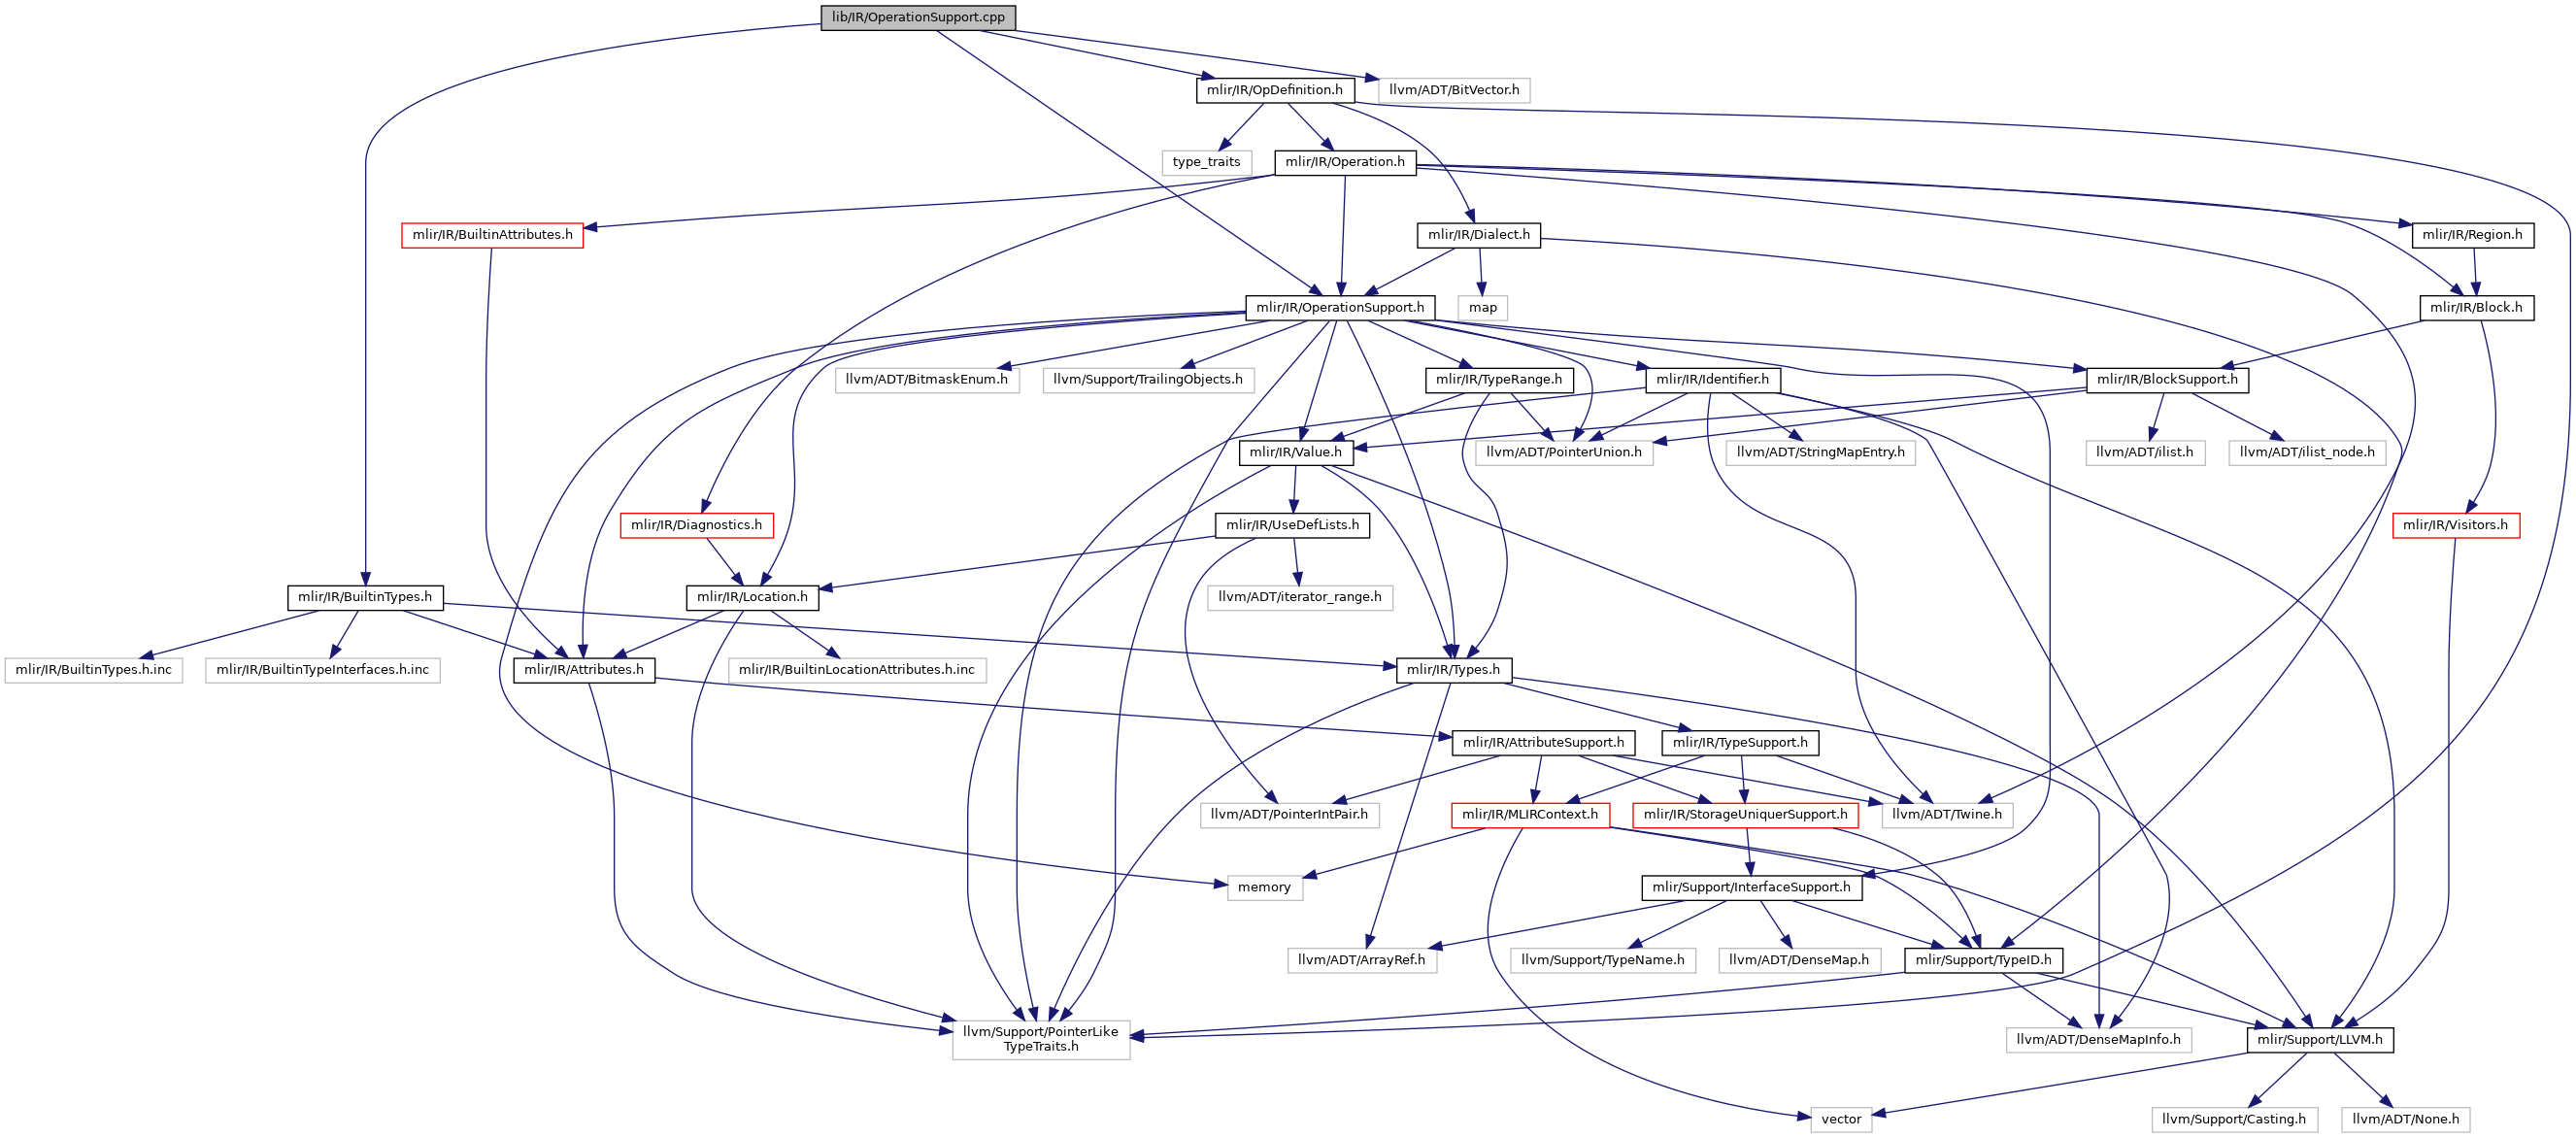 lib/IR/OperationSupport.cpp
mlir/IR/OpDefinition.h
llvm/ADT/BitVector.h
type_traits
mlir/IR/Operation.h
mlir/IR/BuiltinAttributes.h
mlir/IR/Dialect.h
mlir/IR/Region.h
mlir/IR/OperationSupport.h
map
mlir/IR/Block.h
llvm/ADT/BitmaskEnum.h
llvm/Support/TrailingObjects.h
mlir/IR/TypeRange.h
mlir/IR/Identifier.h
mlir/IR/BlockSupport.h
mlir/IR/Value.h
llvm/ADT/PointerUnion.h
llvm/ADT/StringMapEntry.h
llvm/ADT/ilist.h
llvm/ADT/ilist_node.h
mlir/IR/Diagnostics.h
mlir/IR/UseDefLists.h
mlir/IR/Visitors.h
mlir/IR/BuiltinTypes.h
mlir/IR/Location.h
llvm/ADT/iterator_range.h
mlir/IR/BuiltinTypes.h.inc
mlir/IR/BuiltinTypeInterfaces.h.inc
mlir/IR/Attributes.h
mlir/IR/BuiltinLocationAttributes.h.inc
mlir/IR/Types.h
mlir/IR/AttributeSupport.h
mlir/IR/TypeSupport.h
llvm/ADT/PointerIntPair.h
mlir/IR/MLIRContext.h
mlir/IR/StorageUniquerSupport.h
llvm/ADT/Twine.h
memory
mlir/Support/InterfaceSupport.h
llvm/ADT/ArrayRef.h
llvm/Support/TypeName.h
llvm/ADT/DenseMap.h
mlir/Support/TypeID.h
llvm/Support/PointerLike
TypeTraits.h
llvm/ADT/DenseMapInfo.h
mlir/Support/LLVM.h
vector
llvm/Support/Casting.h
llvm/ADT/None.h